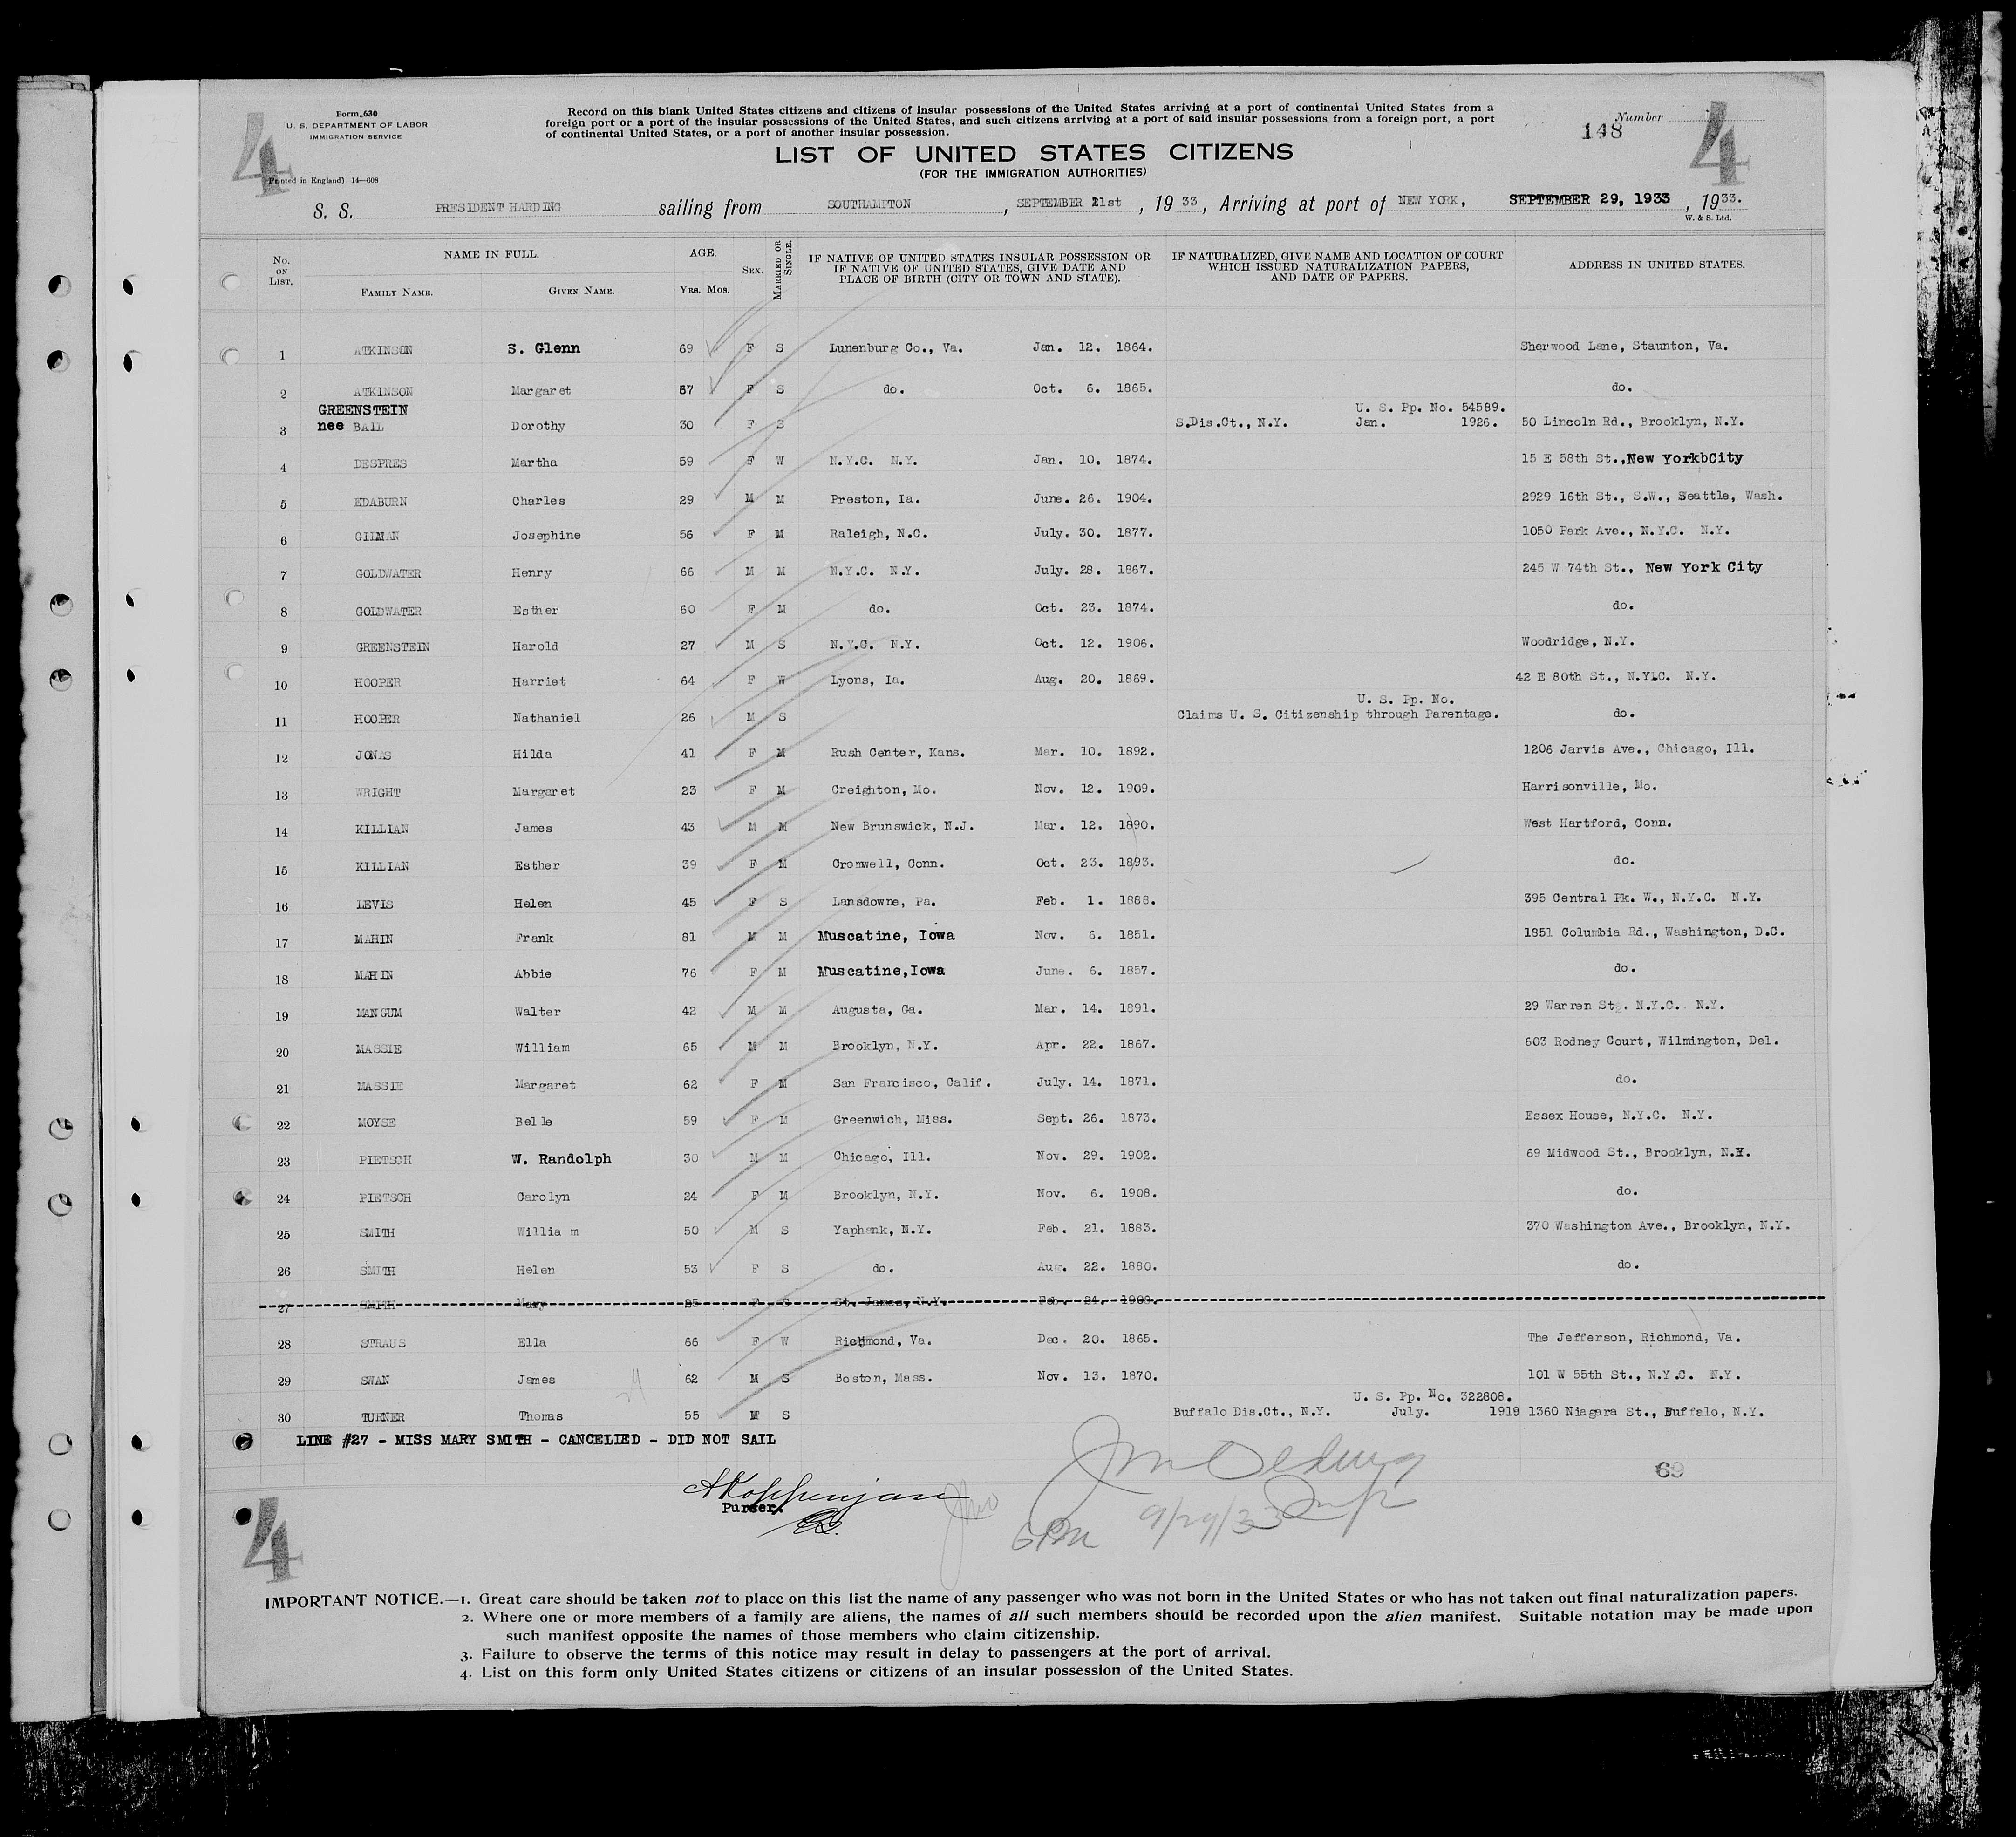 4
Form 630
U. S. DEPARTMENT OF LABOR
IMMIGRATION SERVICE
(Printed in England) 14—608
Record on this blank United States citizens and citizens of insular possessions of the United States arriving at a port of continental United States from a
foreign port or a port of the insular possessions of the United States, and such citizens arriving at a port of said insular possessions from a foreign port, a port
of continental United States, or a port of another insular possession.
Number
148
4
LIST OF UNITED STATES CITIZENS
(FOR THE IMMIGRATION AUTHORITIES)
S. S. PRESIDENT HARDING sailing from SOUTHAMPTON, SEPTEMBER 21st, 1933, Arriving at port of NEW YORK, SEPTEMBER 29, 1933, 1933.
W. & S. Ltd.
No. ON LIST. NAME IN FULL. FAMILY NAME. GIVEN NAME. AGE. YRS. MOS. SEX. MARRIED OR SINGLE. IF NATIVE OF UNITED STATES INSULAR POSSESSION OR IF NATIVE OF UNITED STATES, GIVE DATE AND PLACE OF BIRTH (CITY OR TOWN AND STATE). IF NATURALIZED, GIVE NAME AND LOCATION OF COURT WHICH ISSUED NATURALIZATION PAPERS, AND DATE OF PAPERS. ADDRESS IN UNITED STATES.
1 ATKINSON S. Glenn 69 F S Lunenburg Co., Va. Jan. 12. 1864. Sherwood Lane, Staunton, Va.
2 ATKINSON Margaret 67 F S do. Oct. 6. 1865. do.
GREENSTEIN U. S. Pp. No. 54589.
3 nee BAIL Dorothy 30 F S S.Dis.Ct., N.Y. Jan. 1926. 50 Lincoln Rd., Brooklyn, N.Y.
4 DESPRES Martha 59 F W N.Y.C. N.Y. Jan. 10. 1874. 15 E 58th St.,New YorkbCity
5 EDABURN Charles 29 M M Preston, Ia. June. 26. 1904. 2929 16th St., S.W., Seattle, Wash.
6 GILMAN Josephine 56 F M Raleigh, N.C. July. 30. 1877. 1050 Park Ave., N.Y.C. N.Y.
7 GOLDWATER Henry 66 M M N.Y.C. N.Y. July. 28. 1867. 245 W 74th St., New York City
8 GOLDWATER Esther 60 F M do. Oct. 23. 1874. do.
9 GREENSTEIN Harold 27 M S N.Y.C. N.Y. Oct. 12. 1906. Woodridge, N.Y.
10 HOOPER Harriet 64 F W Lyons, Ia. Aug. 20. 1869. 42 E 80th St., N.Y.C. N.Y.
U. S. Pp. No.
11 HOOPER Nathaniel 26 M S Claims U. S. Citizenship through Parentage. do.
12 JONAS Hilda 41 F M Rush Center, Kans. Mar. 10. 1892. 1206 Jarvis Ave., Chicago, Ill.
13 WRIGHT Margaret 23 F M Creighton, Mo. Nov. 12. 1909. Harrisonville, Mo.
14 KILLIAN James 43 M M New Brunswick, N.J. Mar. 12. 1890. West Hartford, Conn.
15 KILLIAN Esther 39 F M Cromwell, Conn. Oct. 23. 1893. do.
16 LEVIS Helen 45 F S Lansdowne, Pa. Feb. 1. 1888. 395 Central Pk. W., N.Y.C. N.Y.
17 MAHIN Frank 81 M M Muscatine, Iowa Nov. 6. 1851. 1851 Columbia Rd., Washington, D.C.
18 MAHIN Abbie 76 F M Muscatine,Iowa June. 6. 1857. do.
19 MANGUM Walter 42 M M Augusta, Ga. Mar. 14. 1891. 29 Warren St. N.Y.C. N.Y.
20 MASSIE William 65 M M Brooklyn, N.Y. Apr. 22. 1867. 603 Rodney Court, Wilmington, Del.
21 MASSIE Margaret 62 F M San Francisco, Calif. July. 14. 1871. do.
22 MOYSE Belle 59 F M Greenwich, Miss. Sept. 26. 1873. Essex House, N.Y.C. N.Y.
23 PIETSCH W. Randolph 30 M M Chicago, Ill. Nov. 29. 1902. 69 Midwood St., Brooklyn, N.Y.
24 PIETSCH Carolyn 24 F M Brooklyn, N.Y. Nov. 6. 1908. do.
25 SMITH William 50 M S Yaphank, N.Y. Feb. 21. 1883. 370 Washington Ave., Brooklyn, N.Y.
26 SMITH Helen 53 F S do. Aug. 22. 1880. do.
27 SMITH Mary F S St. James, N.Y. Feb.
28 STRAUS Ella 66 F W Richmond, Va. Dec. 20. 1865. The Jefferson, Richmond, Va.
29 SWAN James 62 M S Boston, Mass. Nov. 13. 1870. 101 W 55th St., N.Y.C. N.Y.
U. S. Pp. No. 322808.
30 TURNER Thomas 55 M S Buffalo Dis.Ct., N.Y. July. 1919 1360 Niagara St., Buffalo, N.Y.
LINE #27 - MISS MARY SMITH - CANCELLED - DID NOT SAIL
69
Purser.
6PM 9/29/33
4
IMPORTANT NOTICE.—1. Great care should be taken not to place on this list the name of any passenger who was not born in the United States or who has not taken out final naturalization papers.
2. Where one or more members of a family are aliens, the names of all such members should be recorded upon the alien manifest. Suitable notation may be made upon
such manifest opposite the names of those members who claim citizenship.
3. Failure to observe the terms of this notice may result in delay to passengers at the port of arrival.
4. List on this form only United States citizens or citizens of an insular possession of the United States.